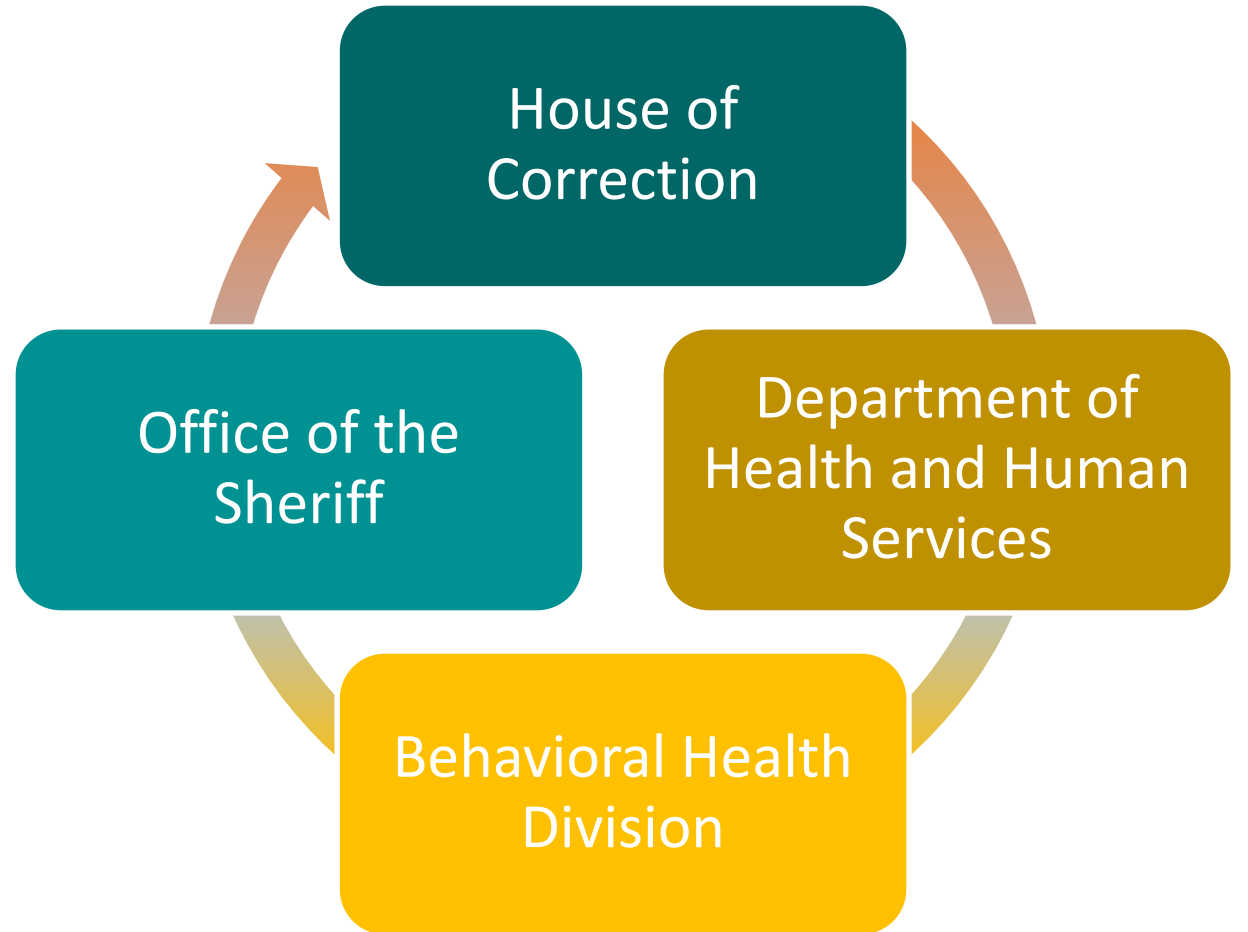 House of
Correction
Office of the
Sheriff
Department of
Health and Human
Services
Behavioral Health
Division